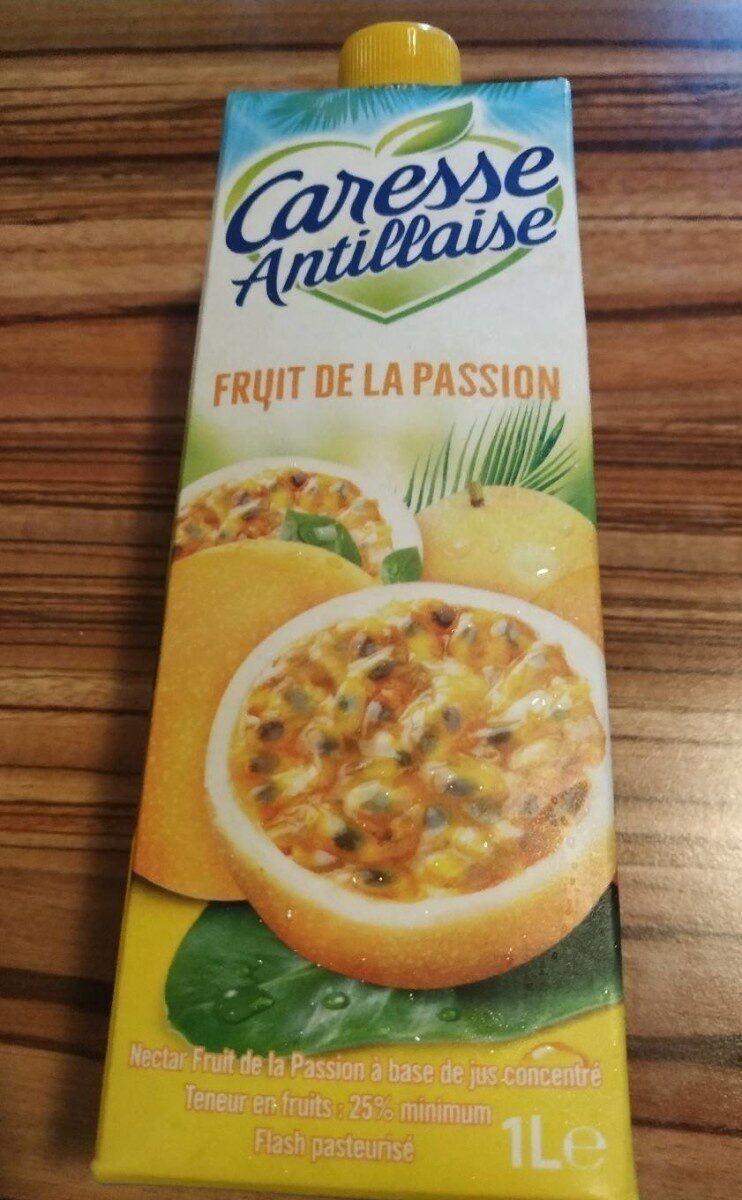 Caresse
Antillaise
FRUIT DE LA PASSION
Nectar Fruit de la Passion à base de jus concentré
Teneur en fruits : 25% minimum
Flash pasteurisé
1L℮